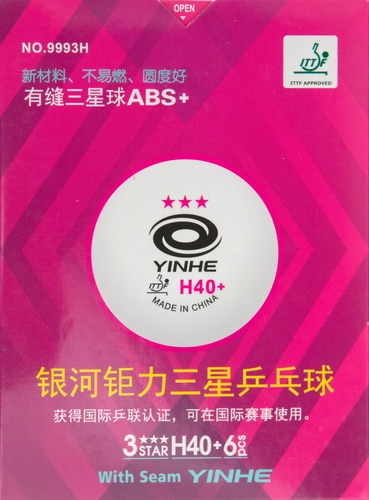 OPEN
NO.9993H
ITTF
ITTF APPROVED
新材料、不易燃、圆度好
有缝三星球ABS+
YINHE
ITTF H40+
MADE IN CHINA
银河钜力三星乒乓球
获得国际乒联认证，可在国际赛事使用。
3 STAR H40+ 6 PCS
With Seam YINHE